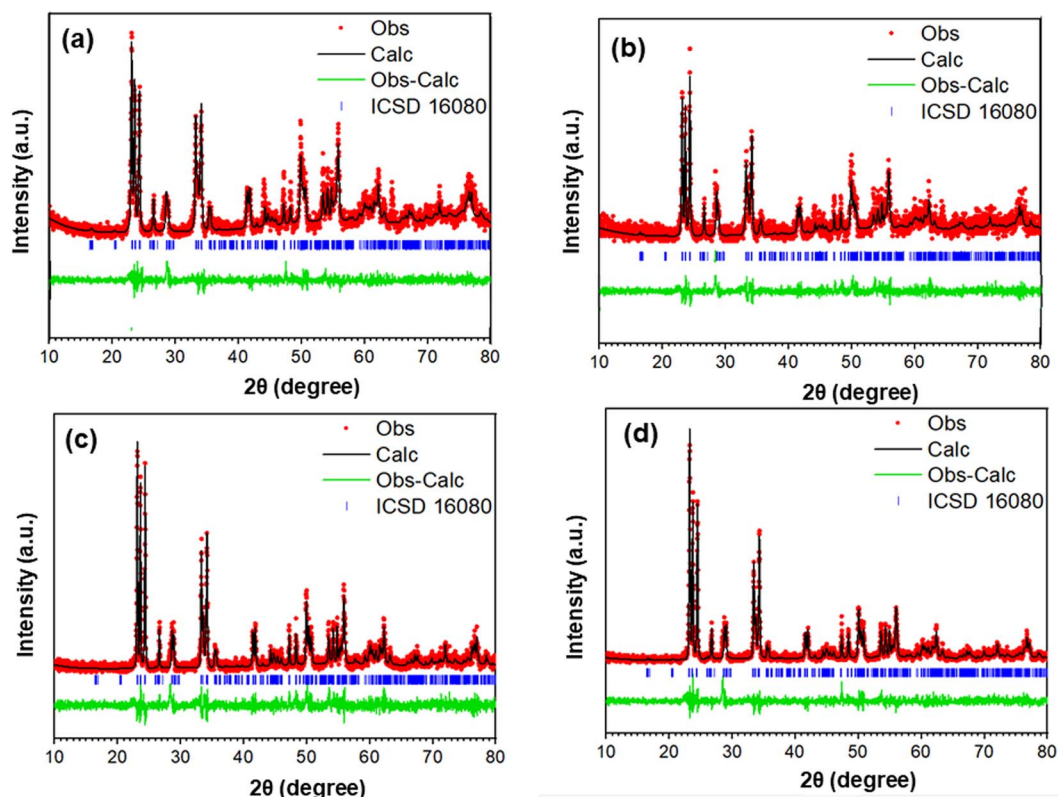 (a)
Obs
Calc
Obs-Calc
ICSD 16080
Intensity (a.u.)
10 20 30 40 50 60 70 80
2θ (degree)
(b)
Obs
Calc
Obs-Calc
ICSD 16080
Intensity (a.u.)
10 20 30 40 50 60 70 80
2θ (degree)
(c)
Obs
Calc
Obs-Calc
ICSD 16080
Intensity (a.u.)
10 20 30 40 50 60 70 80
2θ (degree)
(d)
Obs
Calc
Obs-Calc
ICSD 16080
Intensity (a.u.)
10 20 30 40 50 60 70 80
2θ (degree)